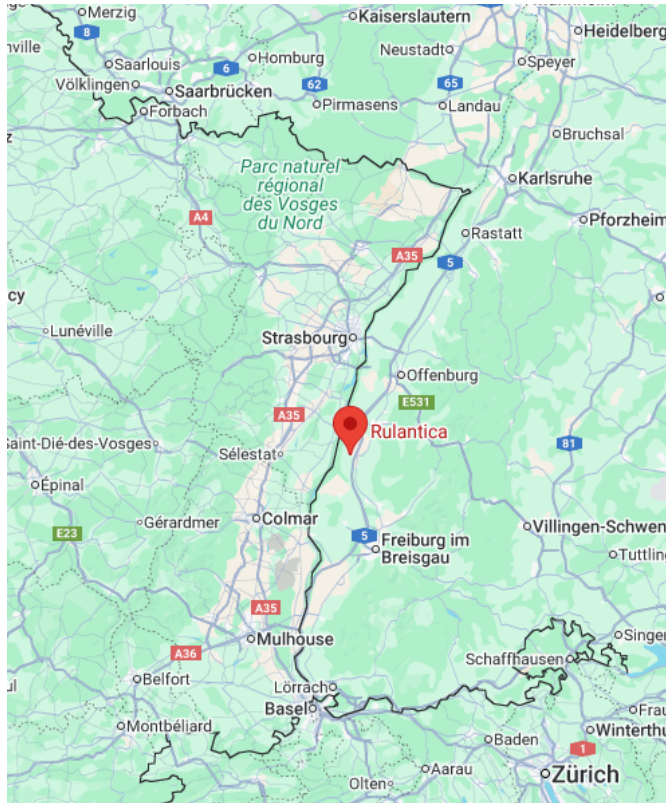 Merzig
Kaiserslautern
Heidelberg
8
Saarlouis
6
Homburg
Neustadt
Speyer
Völklingen
Saarbrücken
62
Pirmasens
65
Landau
Forbach
Bruchsal
Parc naturel
régional
des Vosges
du Nord
Karlsruhe
A4
Pforzheim
Rastatt
A35
5
cy
Lunéville
Strasbourg
Offenburg
E531
A35
Rulantica
81
Saint-Dié-des-Vosges
Sélestat
Épinal
Gérardmer
Colmar
Villingen-Schwen
E23
5
Freiburg im
Breisgau
Tuttling
A35
Mulhouse
Singen
A36
Schaffhausen
Belfort
Lörrach
Basel
Frau
Montbéliard
Winterthu
Baden
1
Aarau
Zürich
Olten